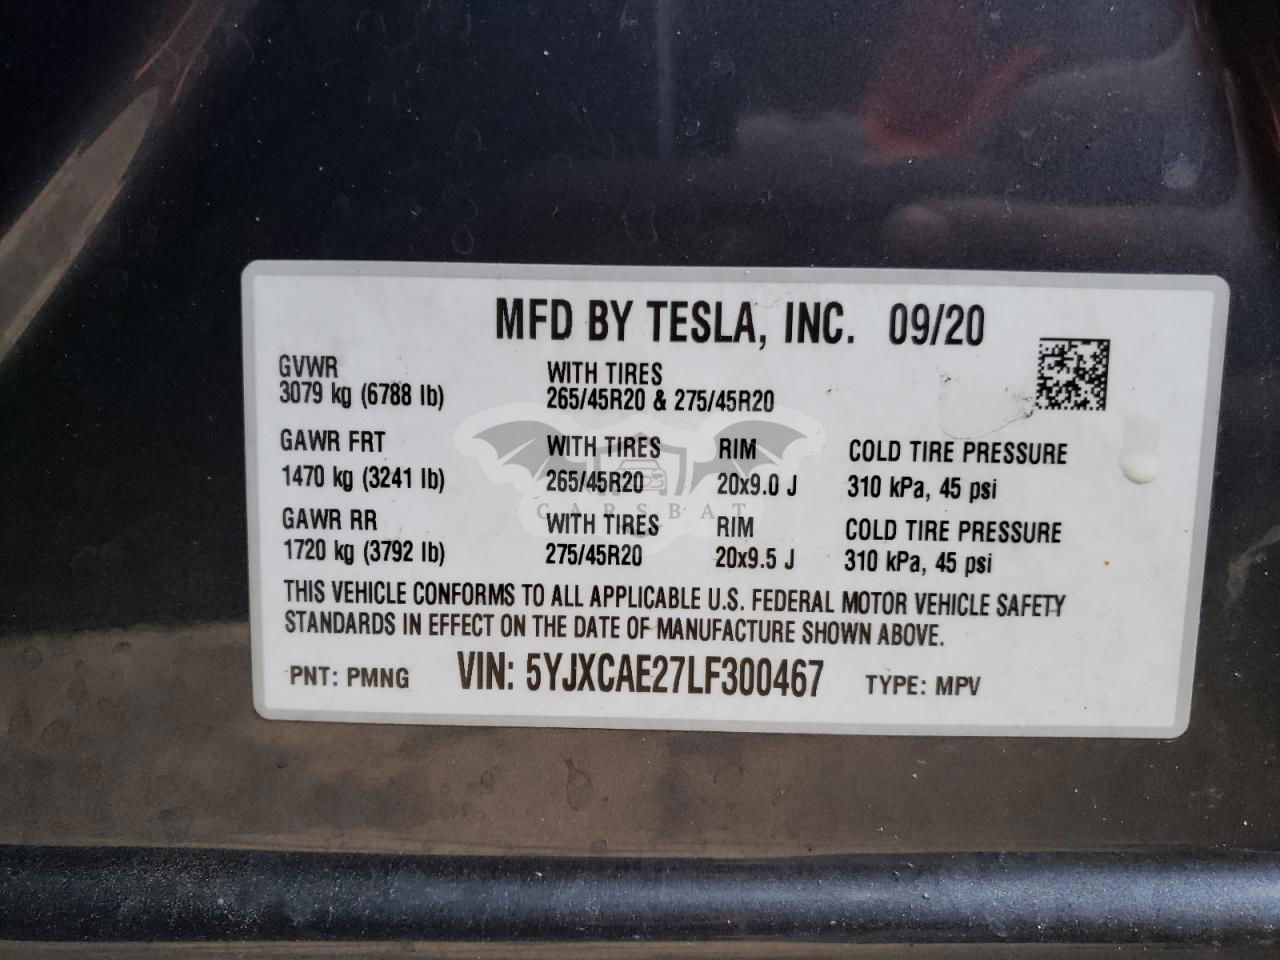 MFD BY TESLA, INC. 09/20
GVWR
3079 kg (6788 lb)
WITH TIRES
265/45R20 & 275/45R20
GAWR FRT
1470 kg (3241 lb)
WITH TIRES
265/45R20
RIM
20x9.0 J
COLD TIRE PRESSURE
310 kPa, 45 psi
CARSBAT
GAWR RR
1720 kg (3792 lb)
WITH TIRES
275/45R20
RIM
20x9.5 J
COLD TIRE PRESSURE
310 kPa, 45 psi
THIS VEHICLE CONFORMS TO ALL APPLICABLE U.S. FEDERAL MOTOR VEHICLE SAFETY
STANDARDS IN EFFECT ON THE DATE OF MANUFACTURE SHOWN ABOVE.
PNT: PMNG VIN: 5YJXCAE27LF300467 TYPE: MPV